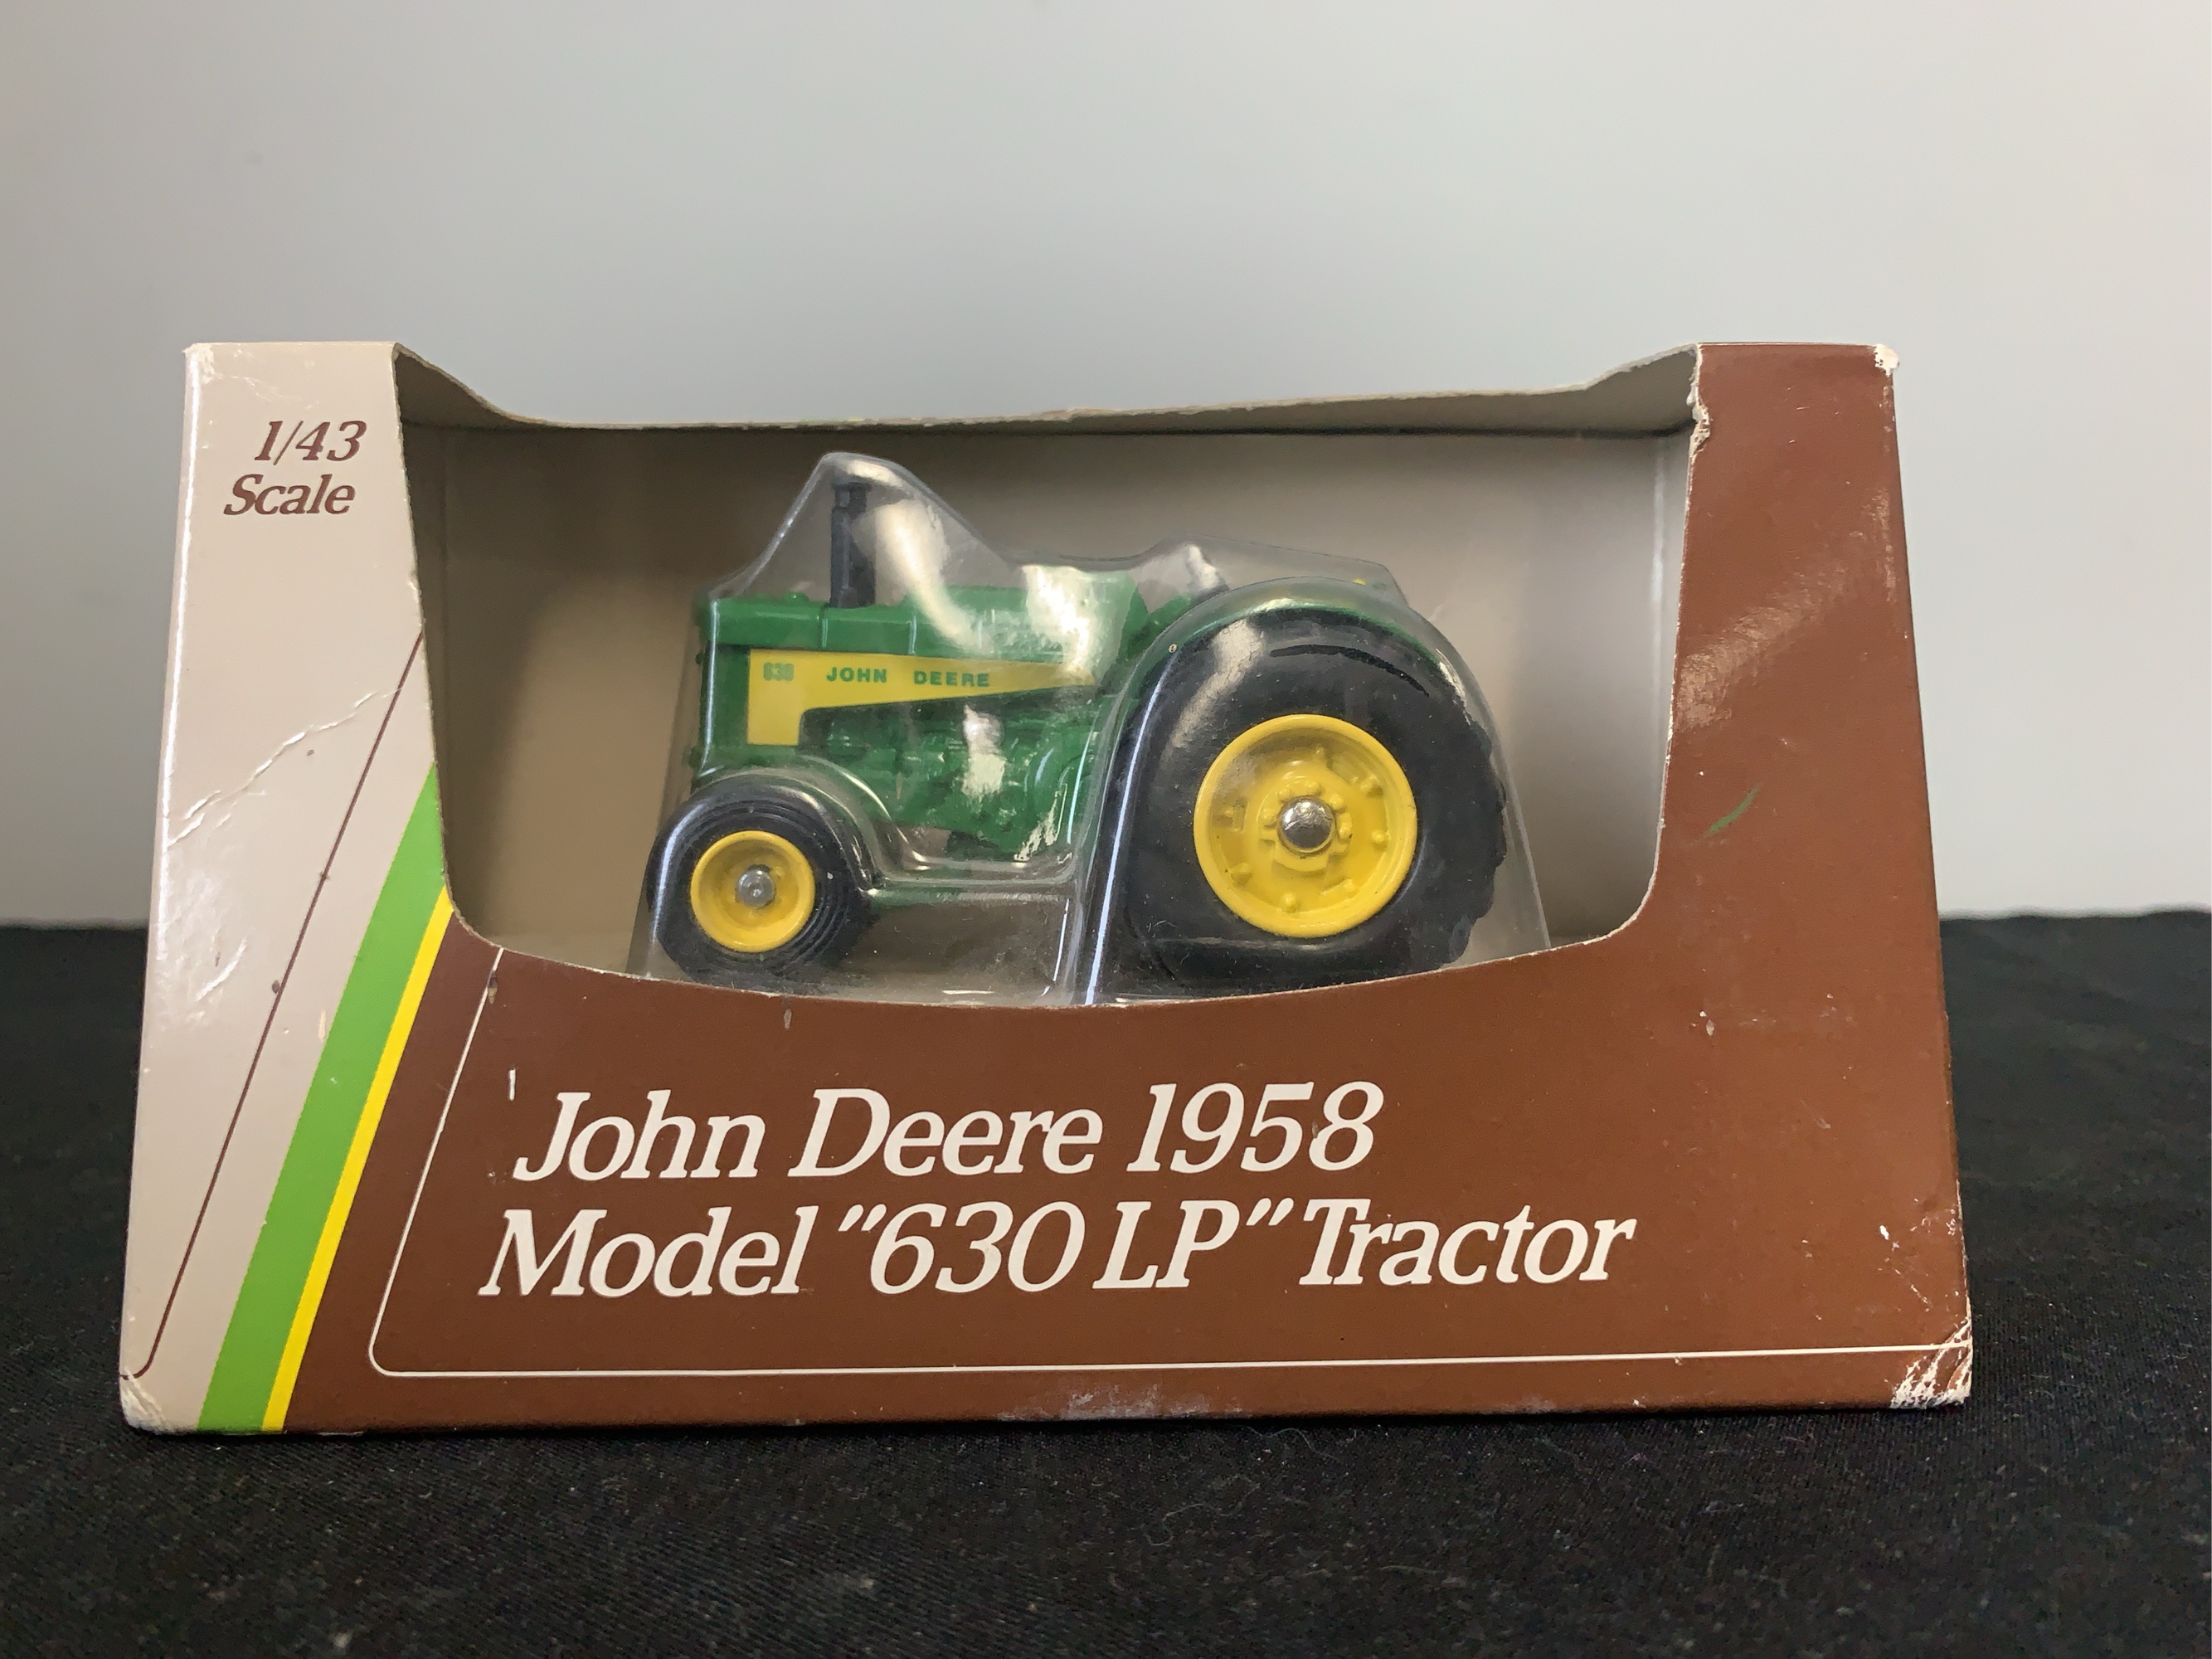 1/43
Scale
630 JOHN DEERE
John Deere 1958
Model "630 LP" Tractor